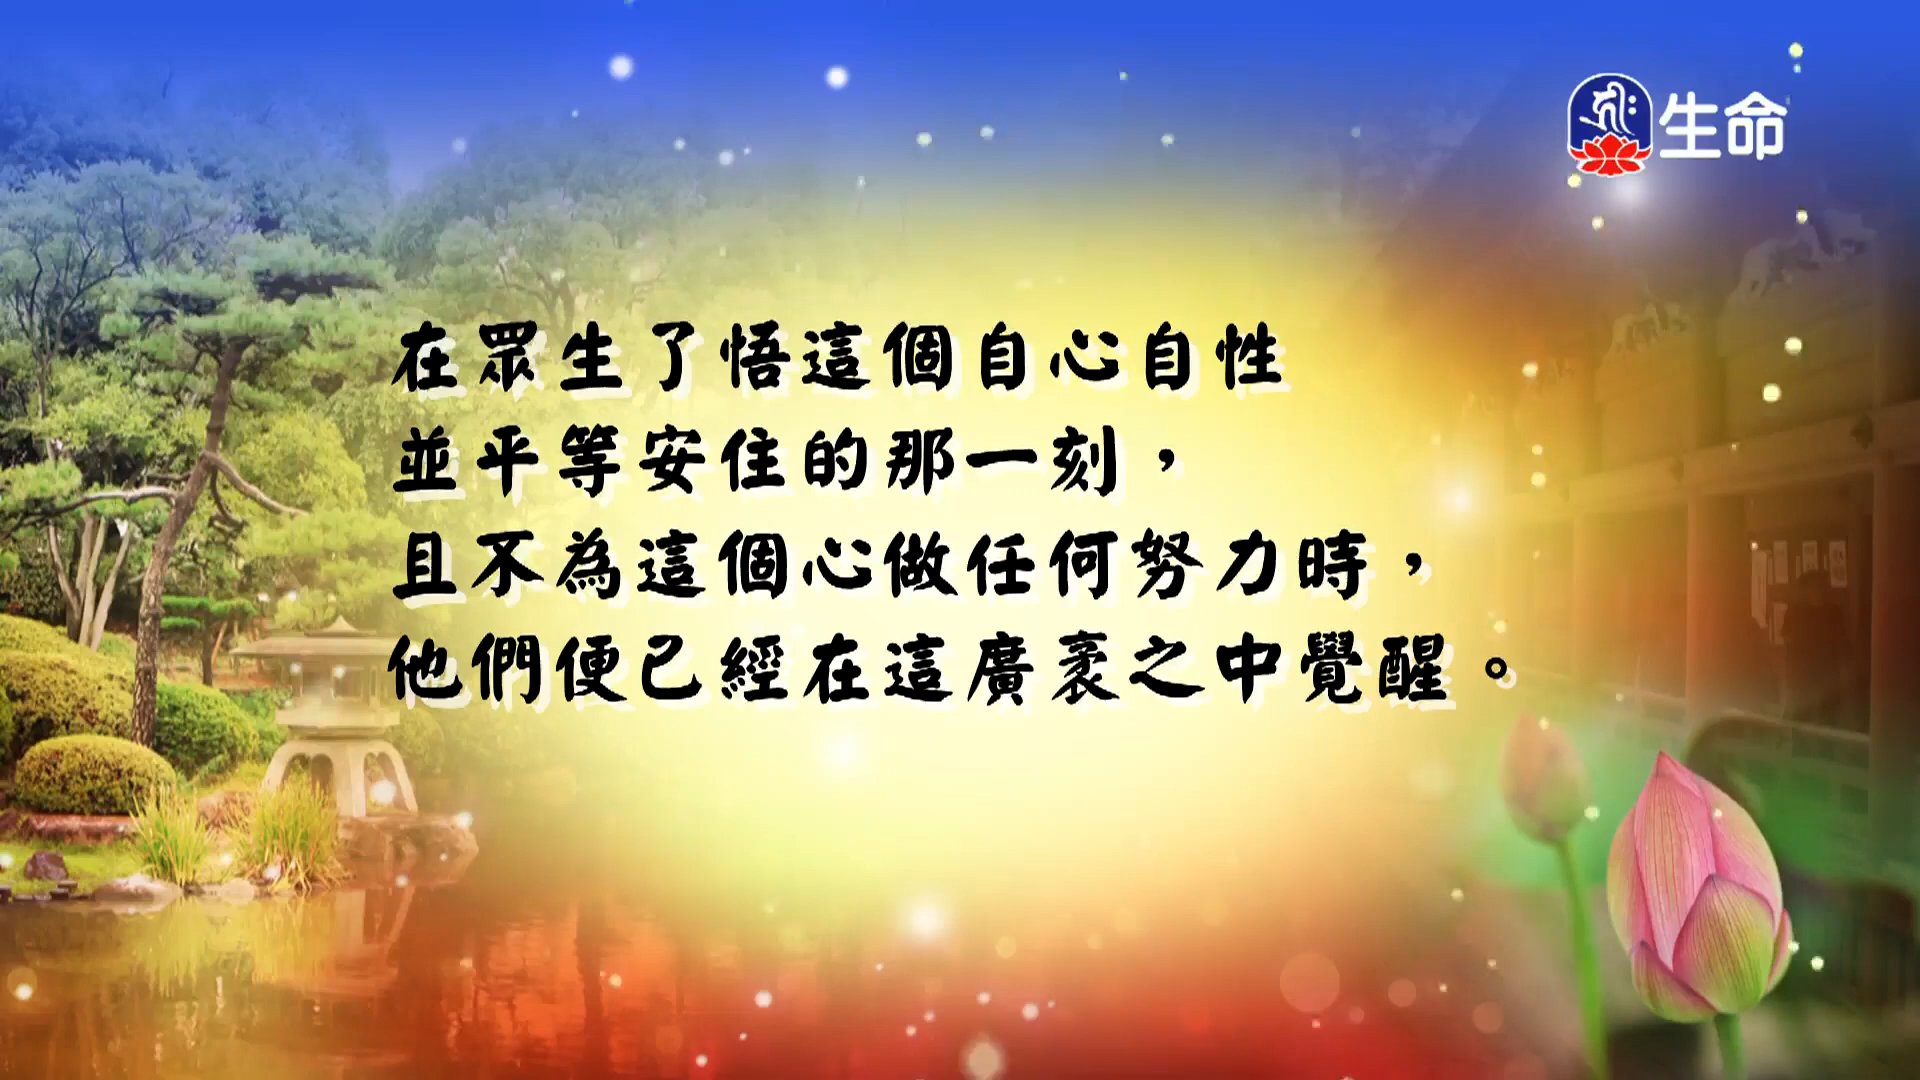 生命
在眾生了悟這個自心自性
並平等安住的那一刻，
且不為這個心做任何努力時，
他們便已經在這廣袤之中覺醒。